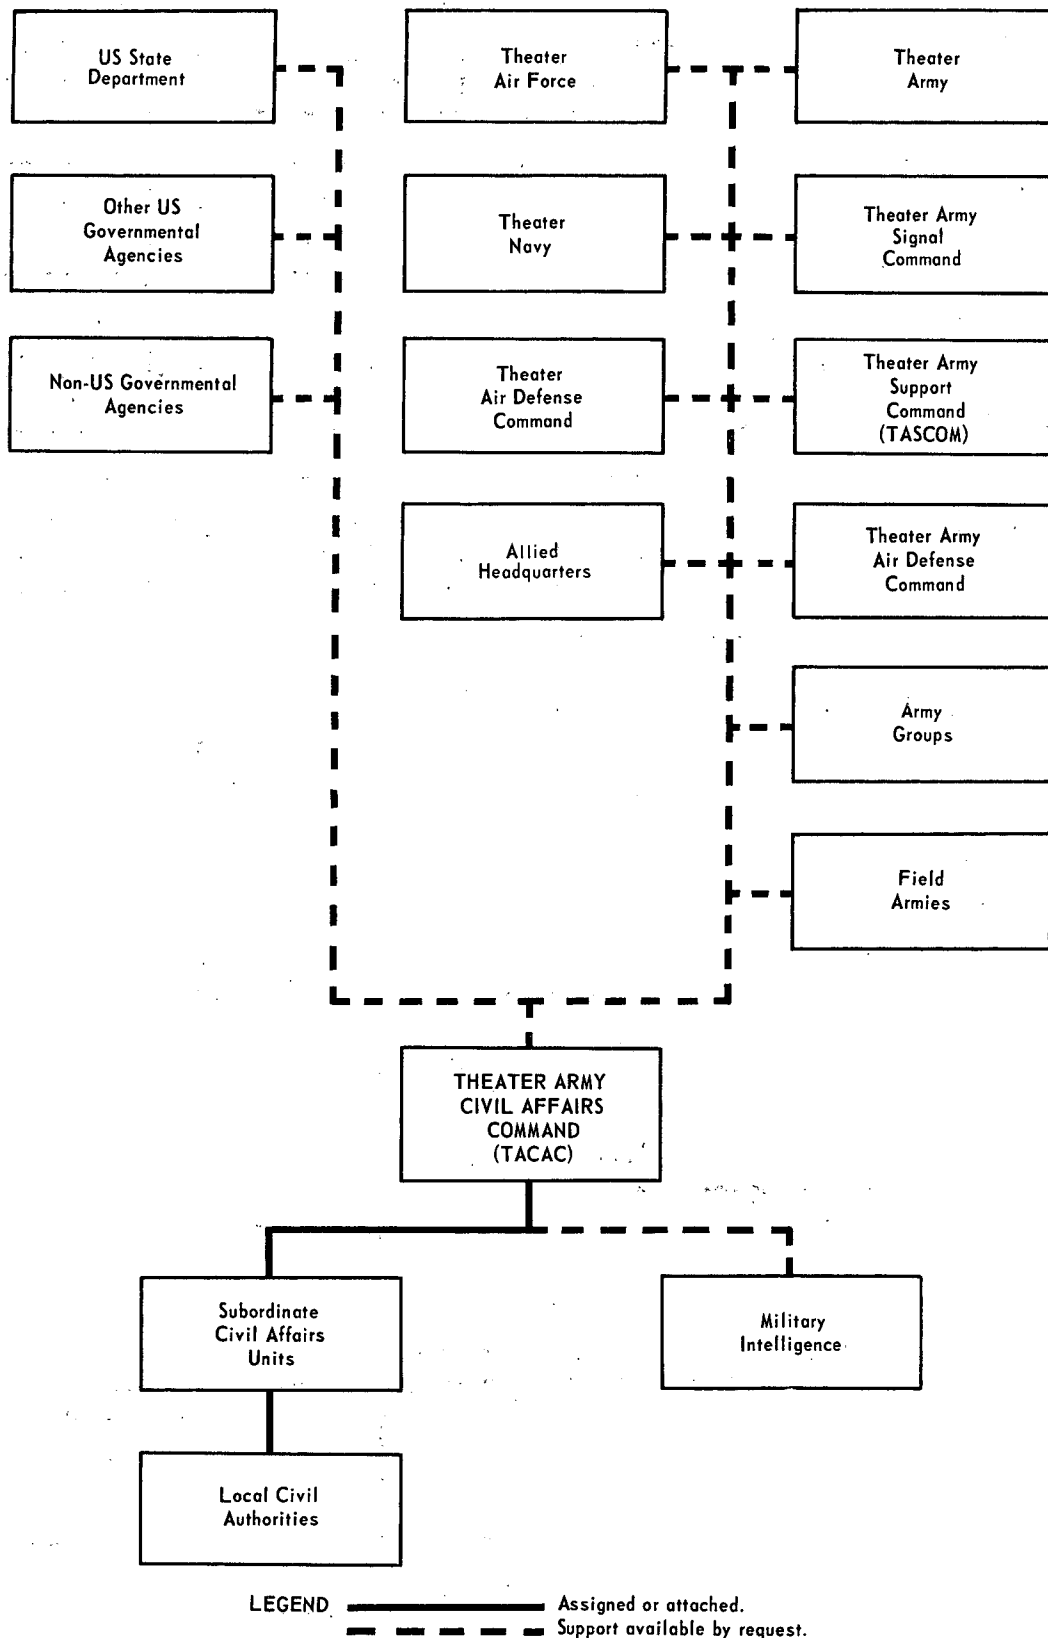 US State
Department
Theater
Air Force
Theater
Army
Other US
Governmental
Agencies
Theater
Navy
Theater Army
Signal
Command
Non-US Governmental
Agencies
Theater
Air Defense
Command
Theater Army
Support
Command
(TASCOM)
Allied
Headquarters
Theater Army
Air Defense
Command
Army
Groups
Field
Armies
THEATER ARMY
CIVIL AFFAIRS
COMMAND
(TACAC)
Subordinate
Civil Affairs
Units
Military
Intelligence
Local Civil
Authorities
LEGEND
Assigned or attached.
Support available by request.